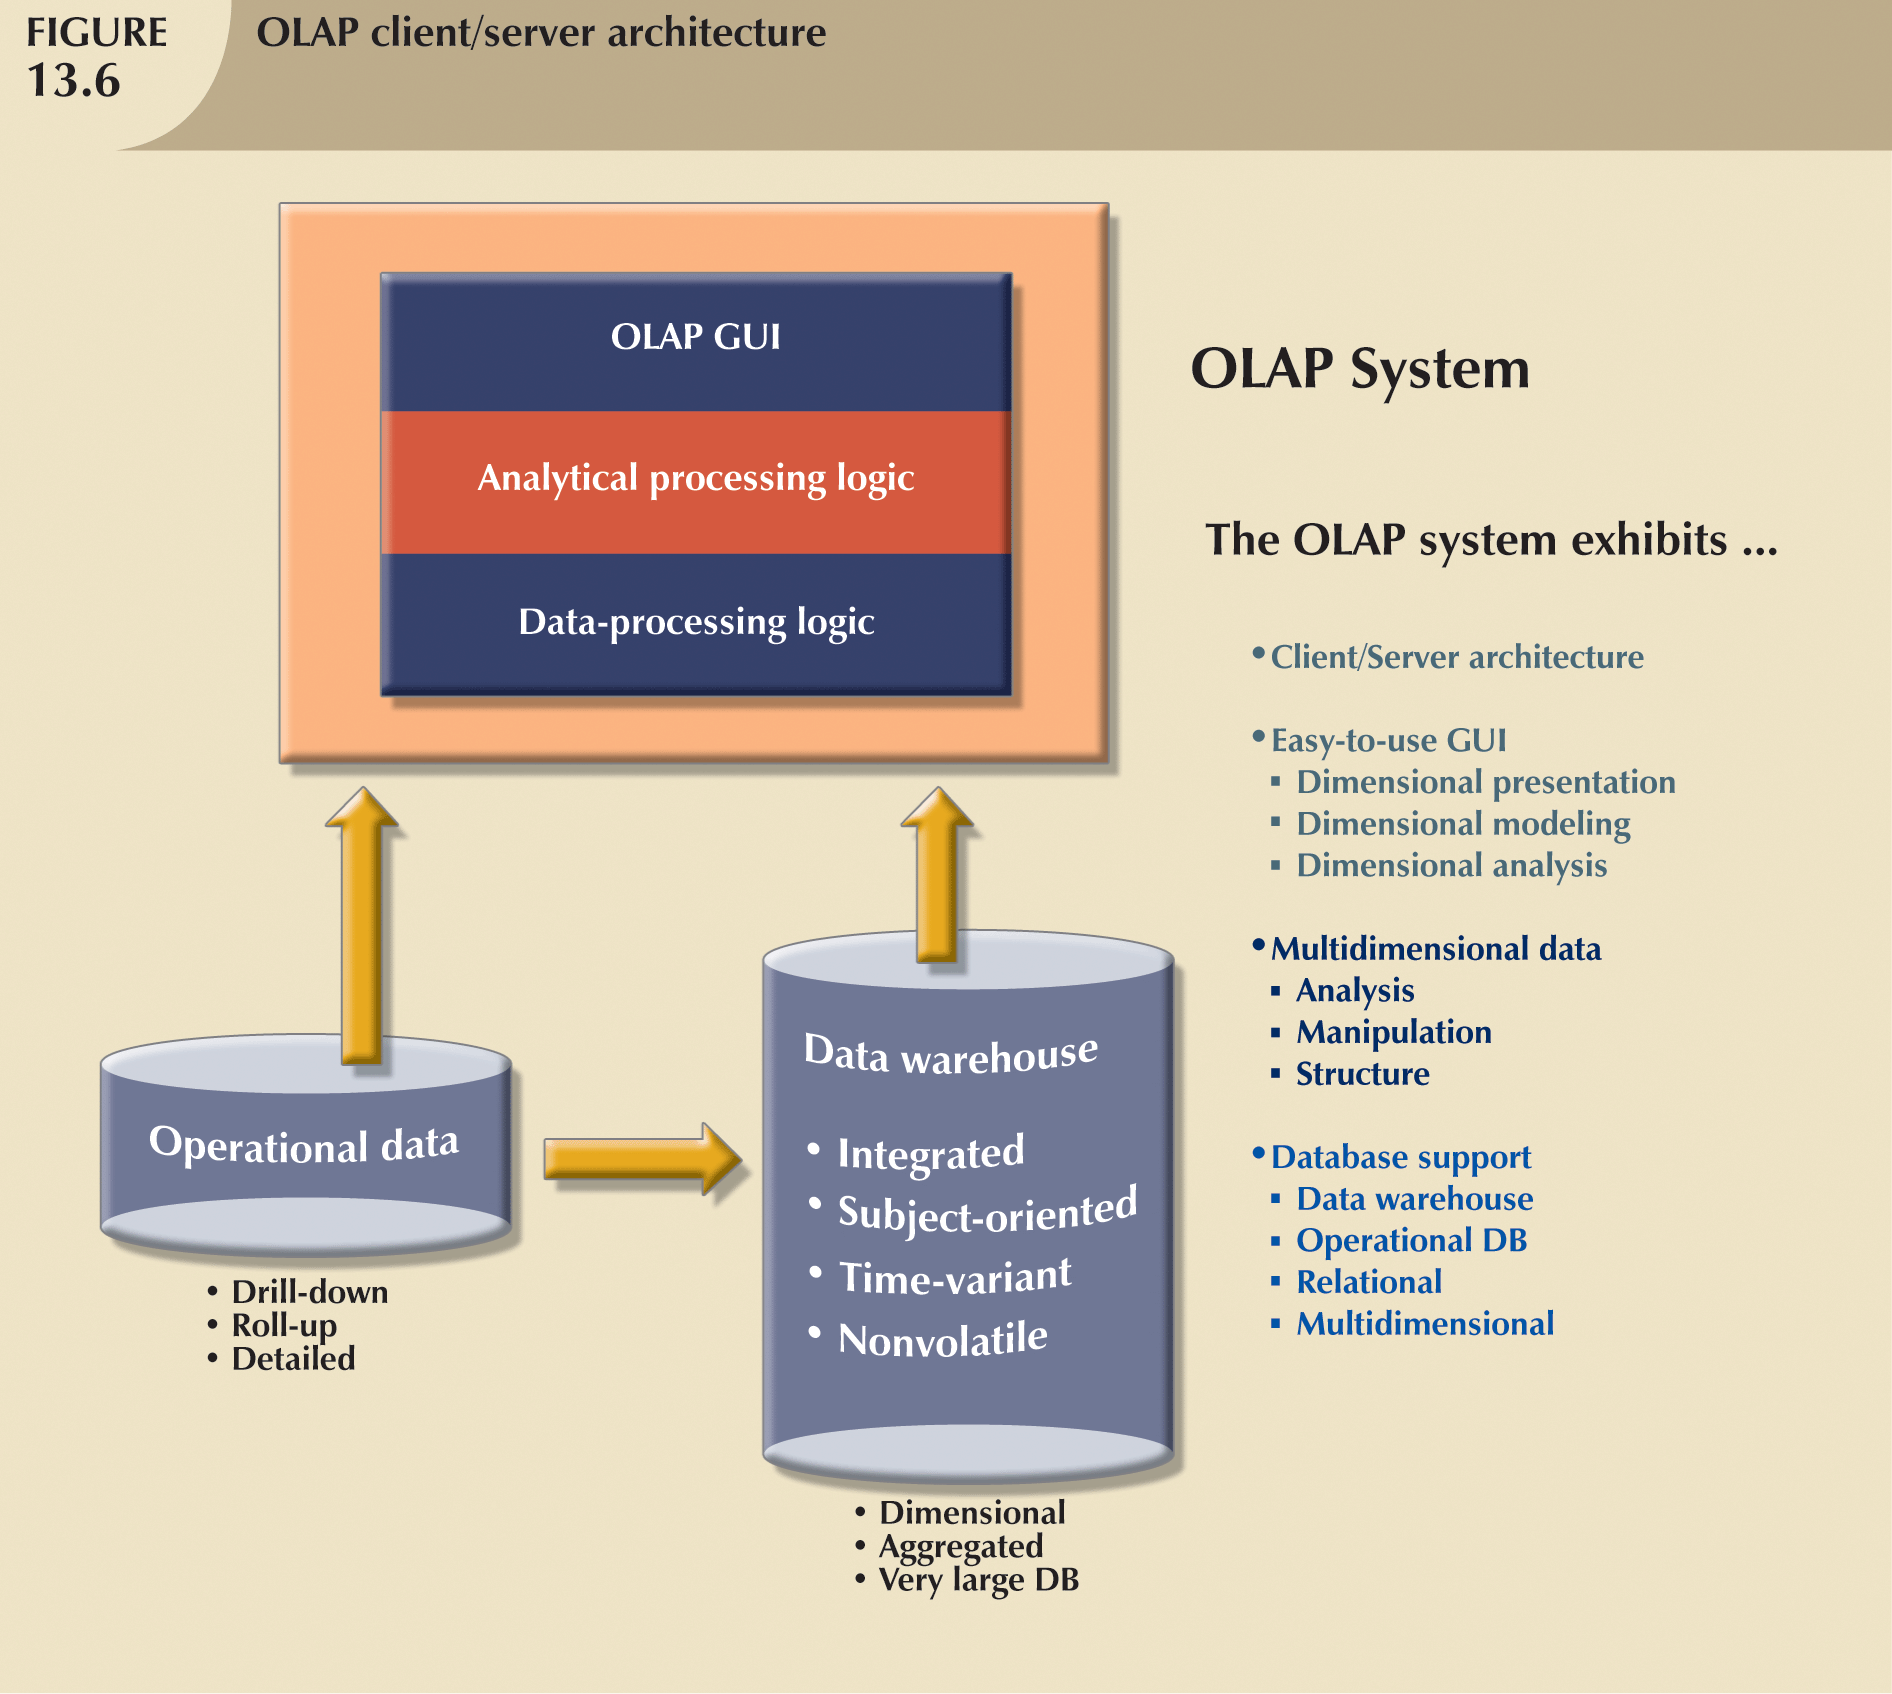 FIGURE
13.6
OLAP client/server architecture
OLAP GUI
Analytical processing logic
Data-processing logic
OLAP System
The OLAP system exhibits ...
•Client/Server architecture
•Easy-to-use GUI
▪ Dimensional presentation
▪ Dimensional modeling
▪ Dimensional analysis
•Multidimensional data
▪ Analysis
▪ Manipulation
▪ Structure
•Database support
▪ Data warehouse
▪ Operational DB
▪ Relational
▪ Multidimensional
Operational data
• Drill-down
• Roll-up
• Detailed
Data warehouse
• Integrated
• Subject-oriented
• Time-variant
• Nonvolatile
• Dimensional
• Aggregated
• Very large DB